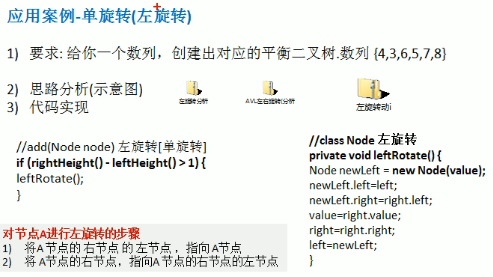 应用案例-单旋转(左旋转)
1) 要求: 给你一个数列，创建出对应的平衡二叉树.数列 {4,3,6,5,7,8}
2) 思路分析(示意图)
3) 代码实现
左旋转分析
AVL左右旋转分析
左旋转动i
//add(Node node) 左旋转[单旋转]
if (rightHeight() - leftHeight() > 1) {
leftRotate();
}
//class Node 左旋转
private void leftRotate() {
Node newLeft = new Node(value);
newLeft.left=left;
newLeft.right=right.left;
value=right.value;
right=right.right;
left=newLeft;
}
对节点A进行左旋转的步骤
1) 将A 节点的 右节点 的 左节点 ，指向A节点
2) 将 A节点的右节点，指向A 节点的右节点的左节点